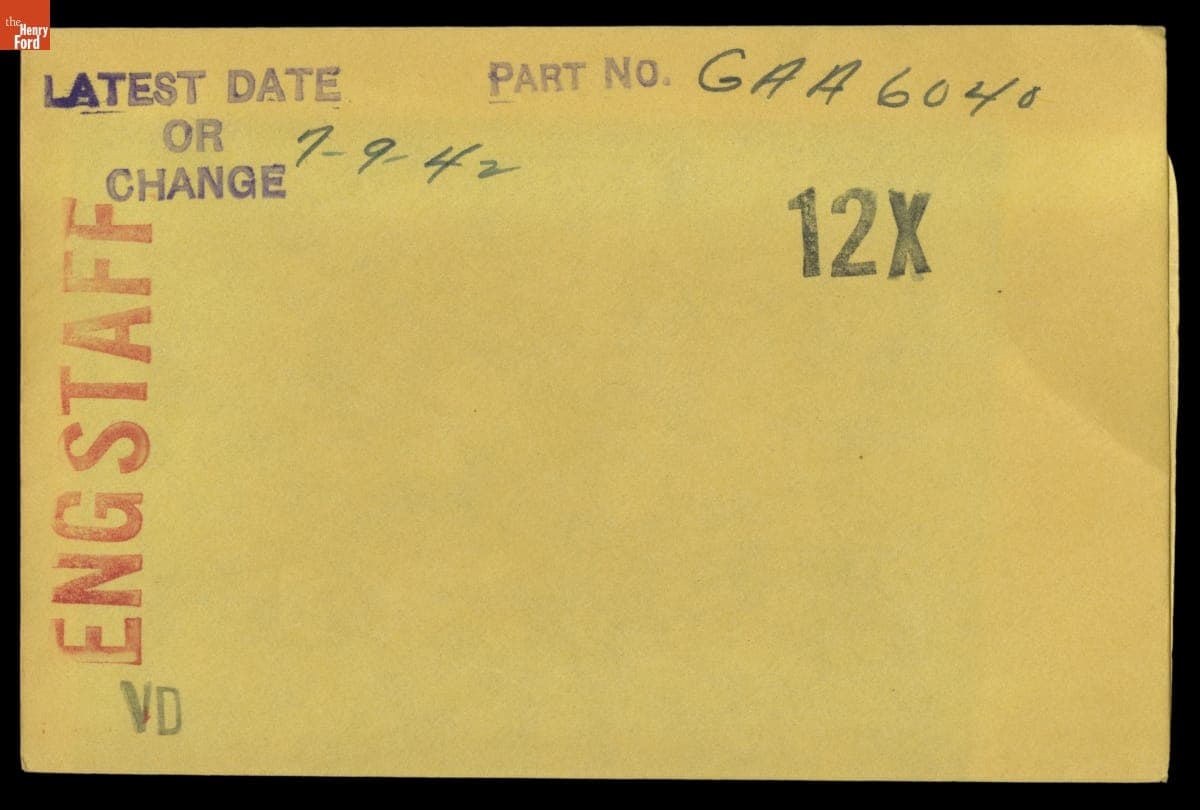 the
Henry
Ford
LATEST DATE
OR
CHANGE 7-9-42
PART NO. GAA 6040
12X
ENGSTAFF
VD